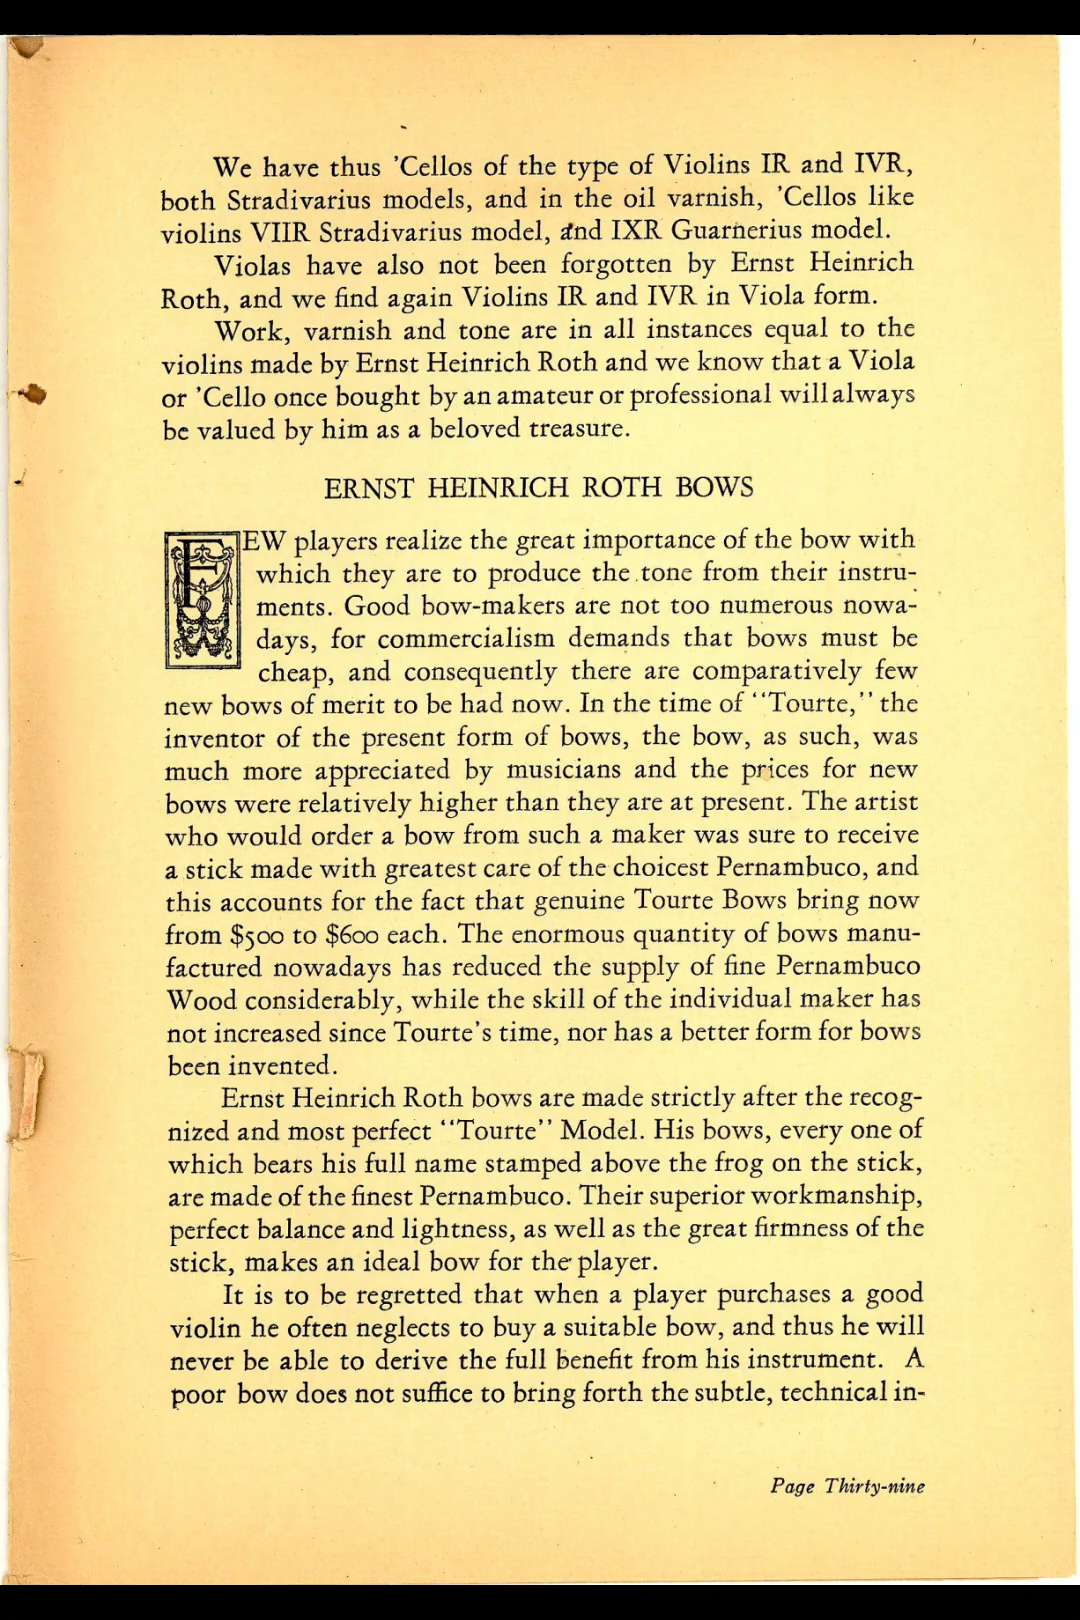 We have thus 'Cellos of the type of Violins IR and IVR,
both Stradivarius models, and in the oil varnish, 'Cellos like
violins VIIR Stradivarius model, and IXR Guarnerius model.
Violas have also not been forgotten by Ernst Heinrich
Roth, and we find again Violins IR and IVR in Viola form.
Work, varnish and tone are in all instances equal to the
violins made by Ernst Heinrich Roth and we know that a Viola
or 'Cello once bought by an amateur or professional will always
be valued by him as a beloved treasure.
ERNST HEINRICH ROTH BOWS
FEW players realize the great importance of the bow with
which they are to produce the tone from their instru-
ments. Good bow-makers are not too numerous nowa-
days, for commercialism demands that bows must be
cheap, and consequently there are comparatively few
new bows of merit to be had now. In the time of "Tourte," the
inventor of the present form of bows, the bow, as such, was
much more appreciated by musicians and the prices for new
bows were relatively higher than they are at present. The artist
who would order a bow from such a maker was sure to receive
a stick made with greatest care of the choicest Pernambuco, and
this accounts for the fact that genuine Tourte Bows bring now
from $500 to $600 each. The enormous quantity of bows manu-
factured nowadays has reduced the supply of fine Pernambuco
Wood considerably, while the skill of the individual maker has
not increased since Tourte's time, nor has a better form for bows
been invented.
Ernst Heinrich Roth bows are made strictly after the recog-
nized and most perfect "Tourte" Model. His bows, every one of
which bears his full name stamped above the frog on the stick,
are made of the finest Pernambuco. Their superior workmanship,
perfect balance and lightness, as well as the great firmness of the
stick, makes an ideal bow for the player.
It is to be regretted that when a player purchases a good
violin he often neglects to buy a suitable bow, and thus he will
never be able to derive the full benefit from his instrument. A
poor bow does not suffice to bring forth the subtle, technical in-
Page Thirty-nine